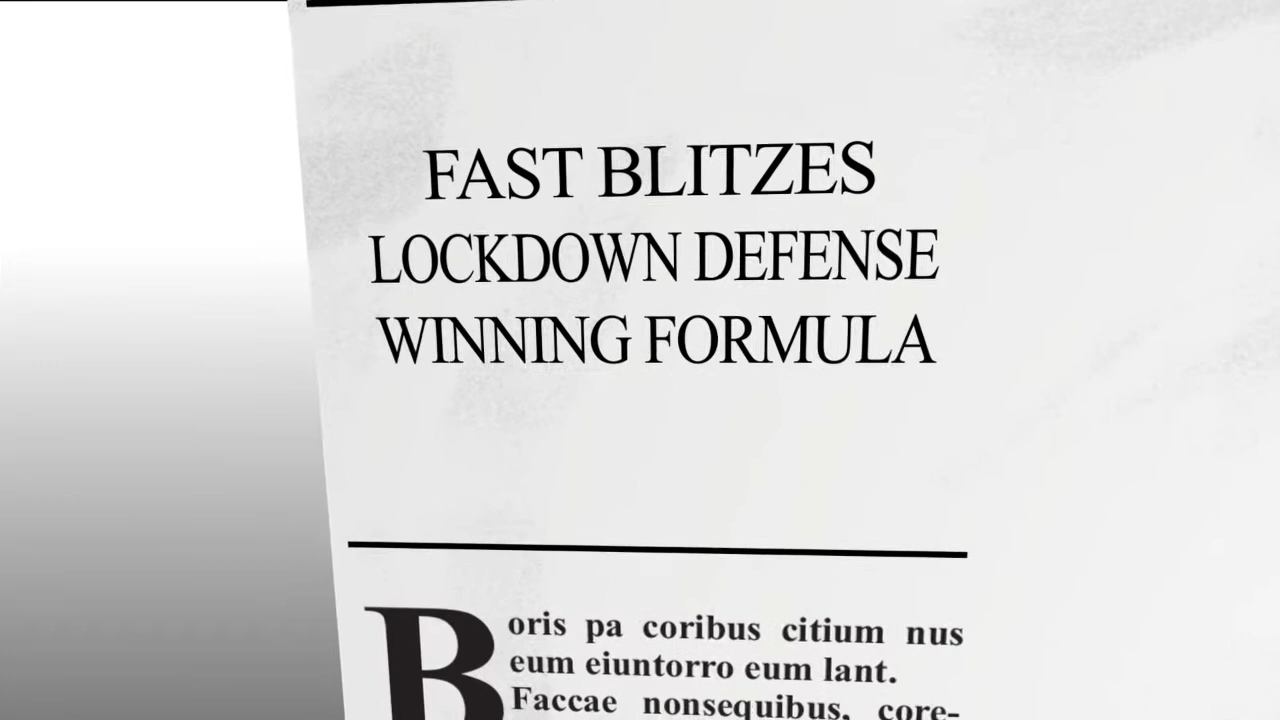 FAST BLITZES
LOCKDOWN DEFENSE
WINNING FORMULA
Boris pa coribus citium nus
eum eiuntorro eum lant.
Faccae nonsequibus, core-